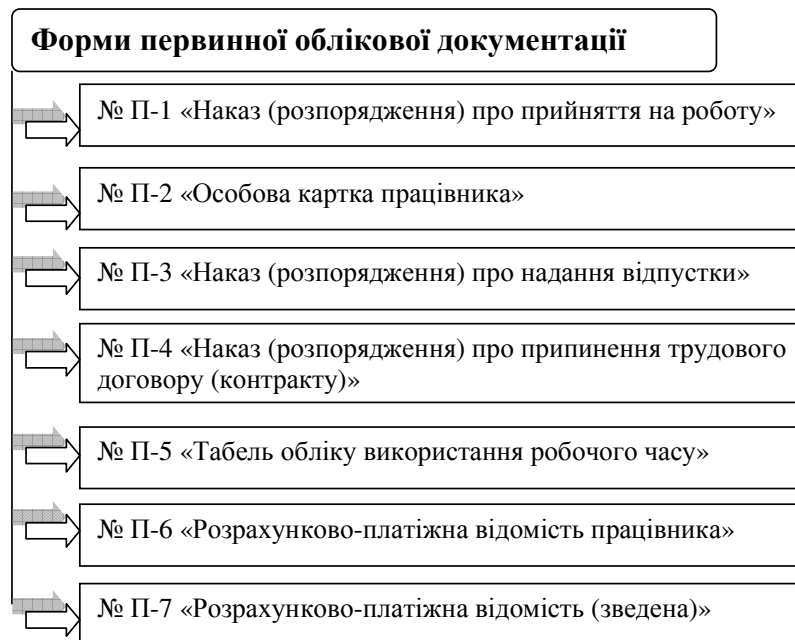 Форми первинної облікової документації
№ П-1 «Наказ (розпорядження) про прийняття на роботу»
№ П-2 «Особова картка працівника»
№ П-3 «Наказ (розпорядження) про надання відпустки»
№ П-4 «Наказ (розпорядження) про припинення трудового
договору (контракту)»
№ П-5 «Табель обліку використання робочого часу»
№ П-6 «Розрахунково-платіжна відомість працівника»
№ П-7 «Розрахунково-платіжна відомість (зведена)»